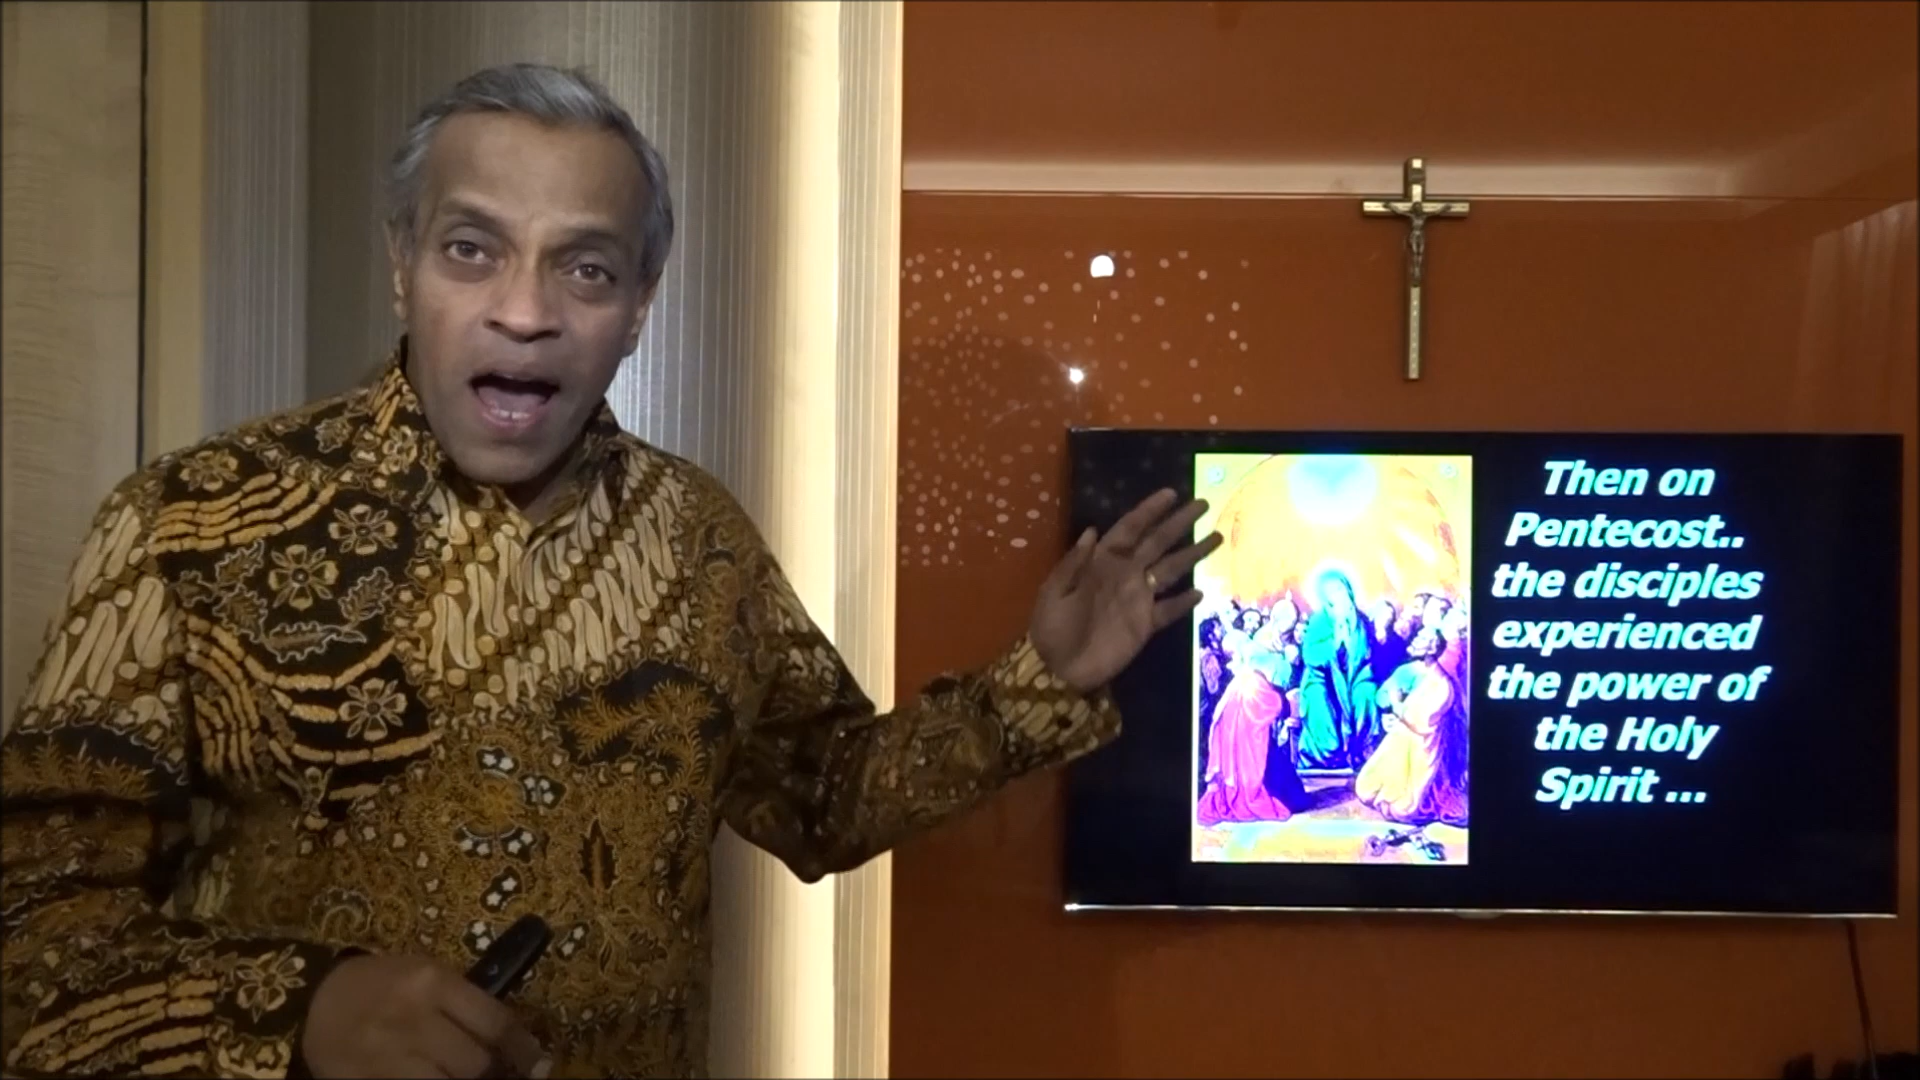 Then on
Pentecost..
the disciples
experienced
the power of
the Holy
Spirit ...